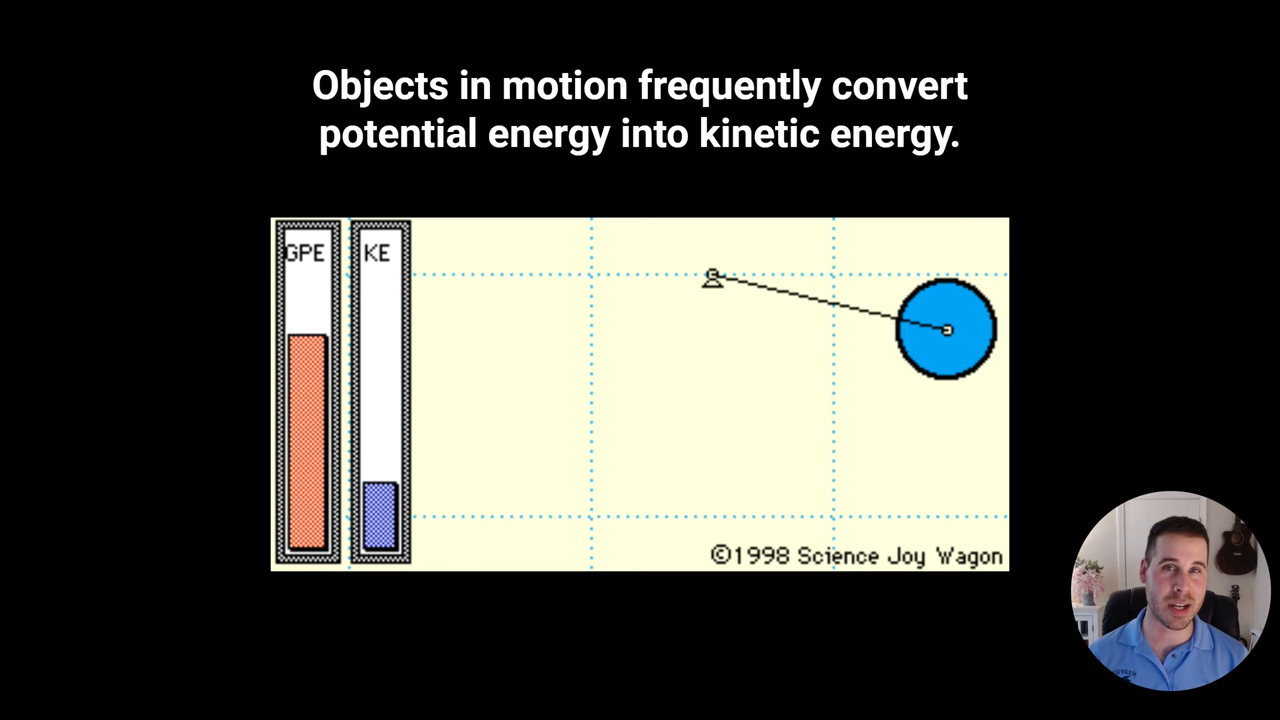 Objects in motion frequently convert
potential energy into kinetic energy.
GPE
KE
©1998 Science Joy Wagon